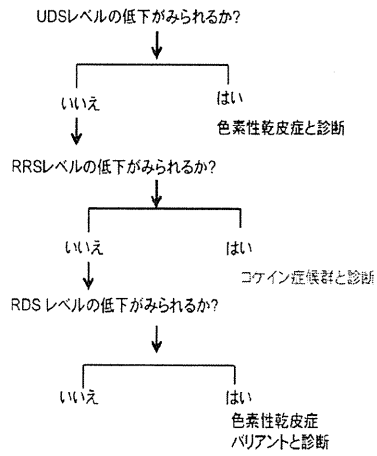 UDSレベルの低下がみられるか?
いいえ
はい
色素性乾皮症と診断
RRSレベルの低下がみられるか?
いいえ
はい
コケイン症候群と診断
RDS レベルの低下がみられるか?
いいえ
はい
色素性乾皮症
バリアントと診断